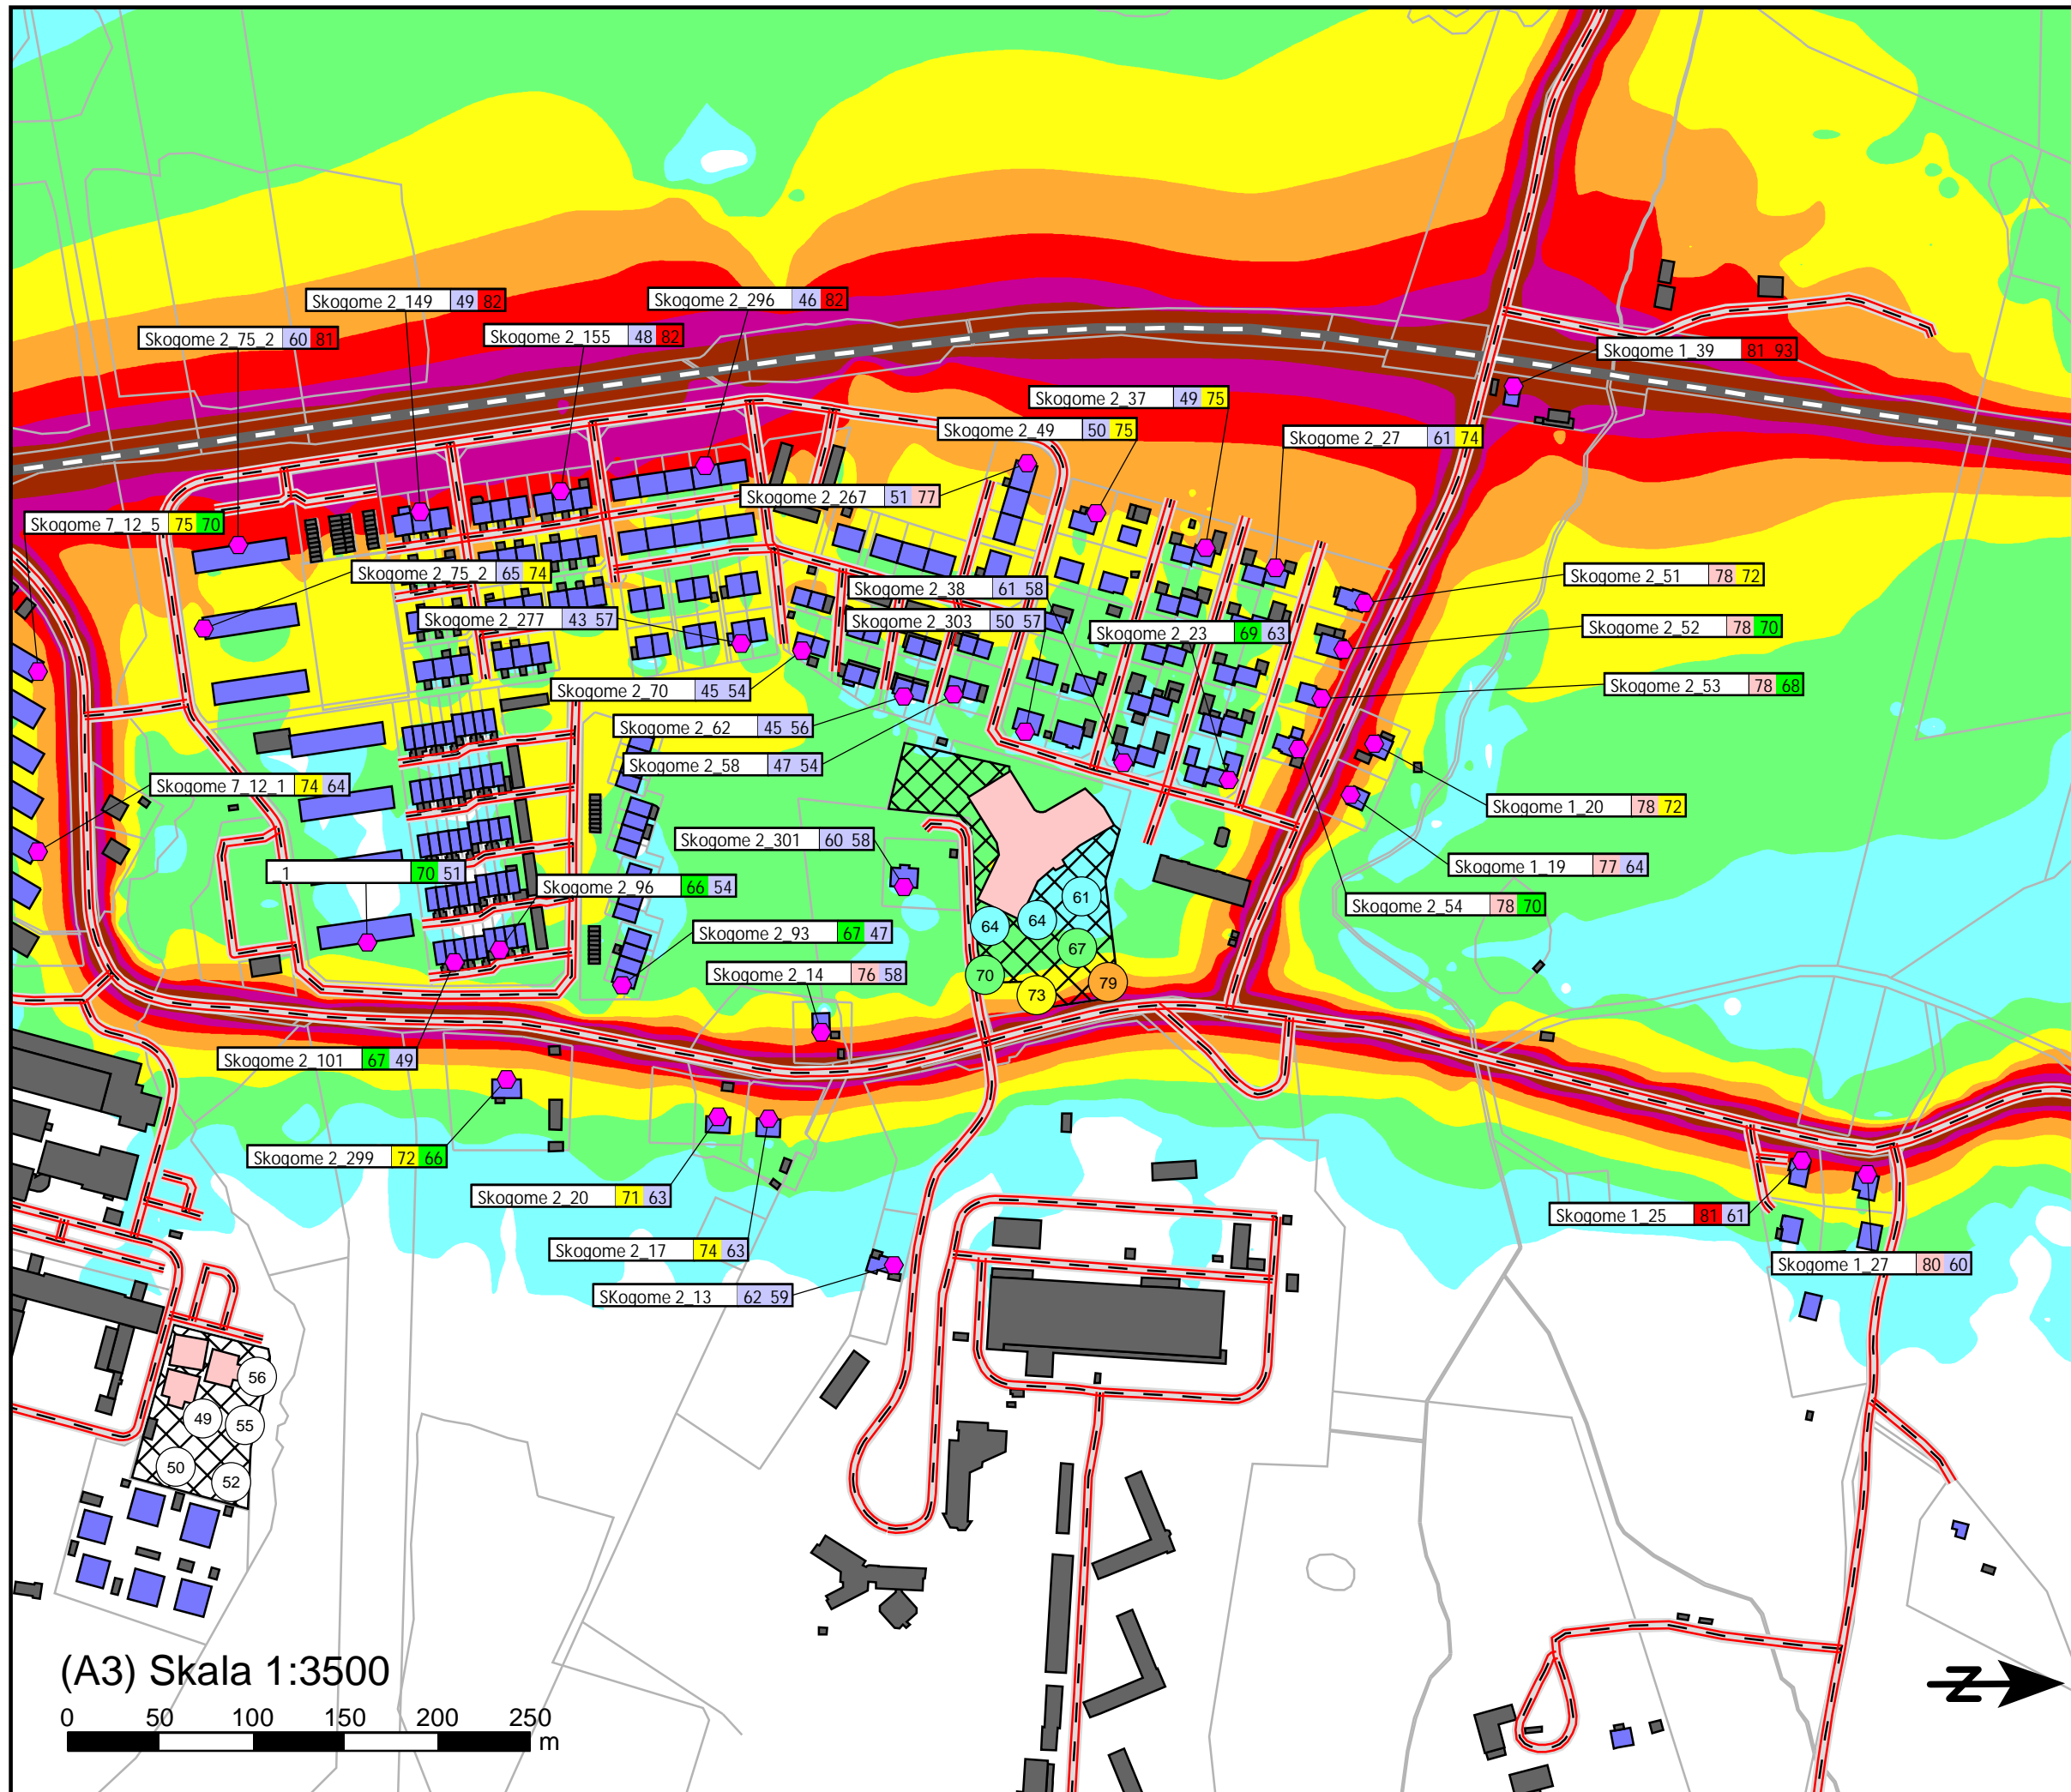 Skogome 2_149 49 82
Skogome 2_296 46 82
Skogome 2_75_2 60 81
Skogome 2_155 48 82
Skogome 1_39 81 93
Skogome 2_37 49 75
Skogome 2_49 50 75
Skogome 2_27 61 74
Skogome 2_267 51 77
Skogome 7_12_5 75 70
Skogome 2_75_2 65 74
Skogome 2_51 78 72
Skogome 2_38 61 58
Skogome 2_277 43 57
Skogome 2_303 50 57
Skogome 2_23 69 63
Skogome 2_52 78 70
Skogome 2_70 45 54
Skogome 2_53 78 68
Skogome 2_62 45 56
Skogome 2_58 47 54
Skogome 7_12_1 74 64
Skogome 1_20 78 72
Skogome 2_301 60 58
Skogome 1_19 77 64
_1 70 51
Skogome 2_96 66 54
Skogome 2_54 78 70
61
64
64
Skogome 2_93 67 47
67
Skogome 2_14 76 58
70
79
73
Skogome 2_101 67 49
Skogome 2_299 72 66
Skogome 2_20 71 63
Skogome 1_25 81 61
Skogome 2_17 74 63
Skogome 1_27 80 60
SKogome 2_13 62 59
56
49
55
50
52
(A3) Skala 1:3500
0 50 100 150 200 250
m
N